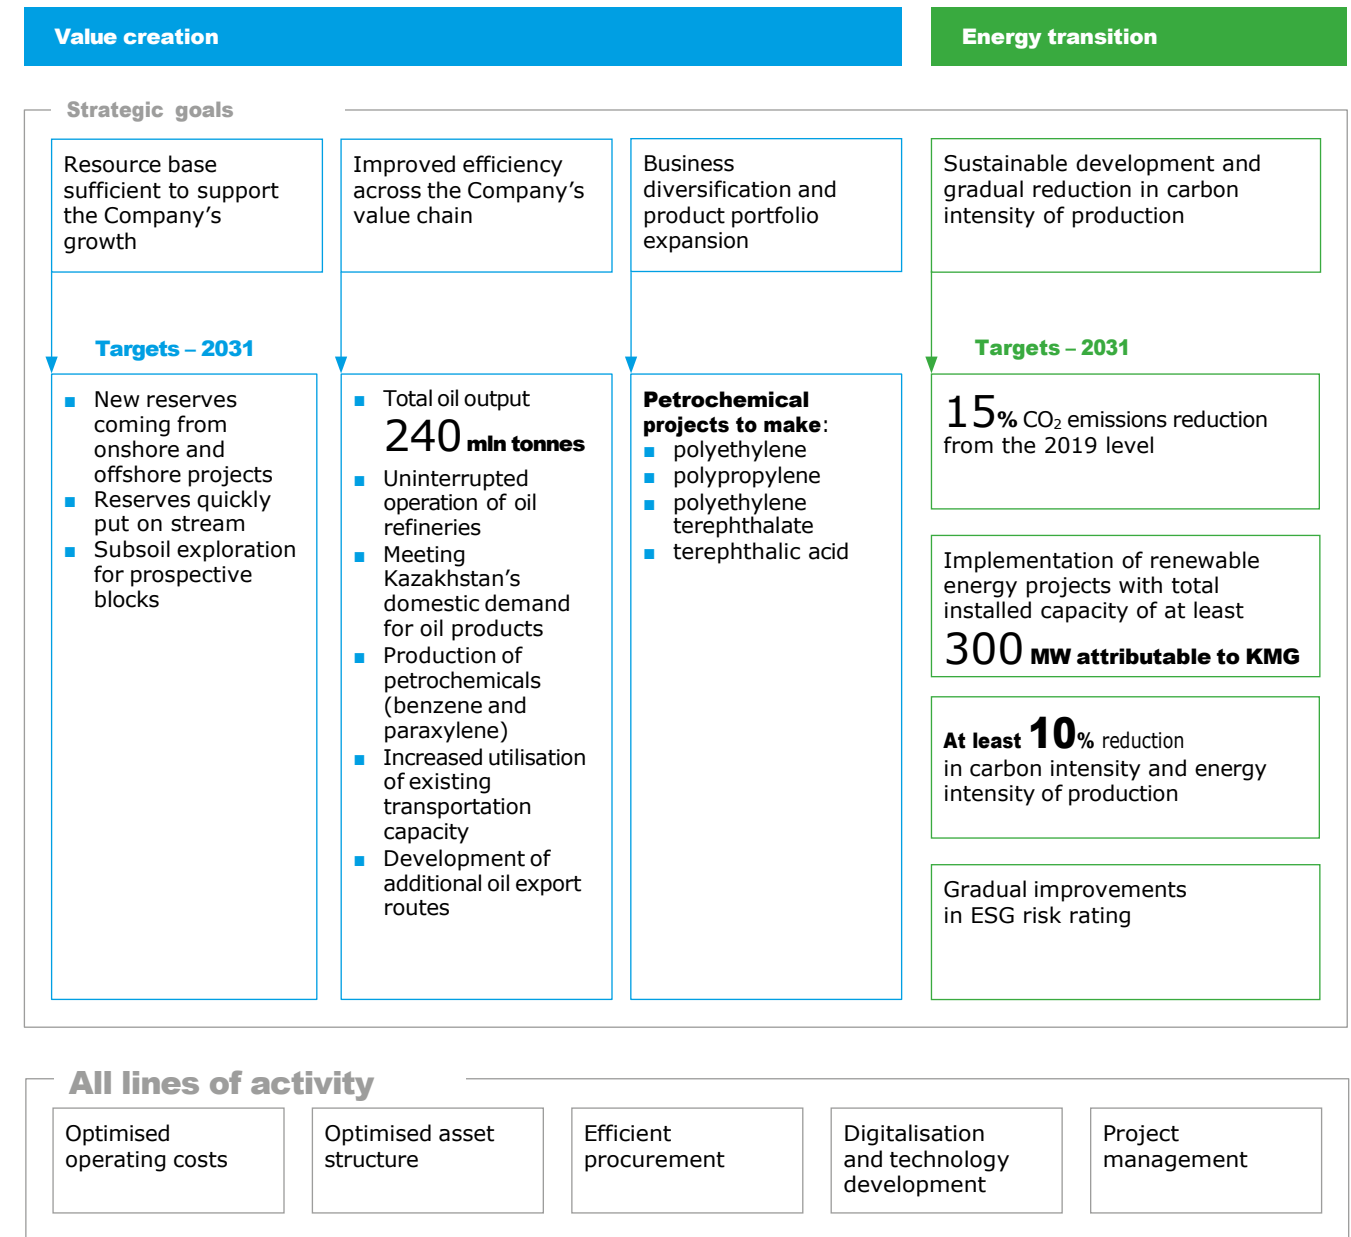 Value creation
Energy transition
Strategic goals
Resource base
sufficient to support
the Company's
growth
Improved efficiency
across the Company's
value chain
Business
diversification and
product portfolio
expansion
Sustainable development and
gradual reduction in carbon
intensity of production
Targets – 2031
■ New reserves
coming from
onshore and
offshore projects
■ Reserves quickly
put on stream
■ Subsoil exploration
for prospective
blocks
■ Total oil output
240 mln tonnes
■ Uninterrupted
operation of oil
refineries
■ Meeting
Kazakhstan's
domestic demand
for oil products
■ Production of
petrochemicals
(benzene and
paraxylene)
■ Increased utilisation
of existing
transportation
capacity
■ Development of
additional oil export
routes
Petrochemical
projects to make:
■ polyethylene
■ polypropylene
■ polyethylene
terephthalate
■ terephthalic acid
Targets – 2031
15% CO₂ emissions reduction
from the 2019 level
Implementation of renewable
energy projects with total
installed capacity of at least
300 MW attributable to KMG
At least 10% reduction
in carbon intensity and energy
intensity of production
Gradual improvements
in ESG risk rating
All lines of activity
Optimised
operating costs
Optimised asset
structure
Efficient
procurement
Digitalisation
and technology
development
Project
management